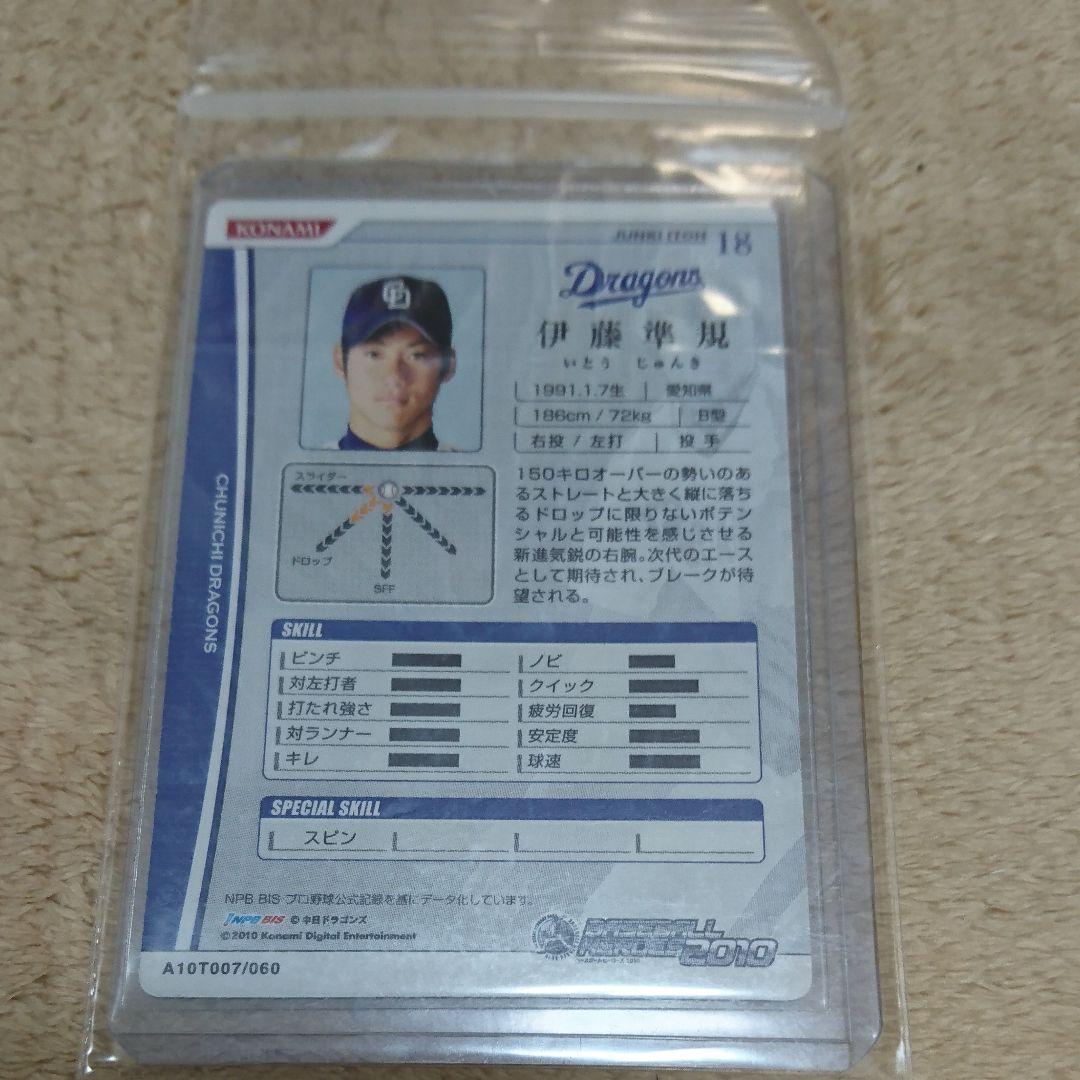 KONAMI
JUNKI ITOH 18
Dragons
伊藤準規
いとう じゅんき
1991.1.7生 愛知県
186cm / 72kg B型
右投 / 左打 投手
スライダー
ドロップ
SFF
150キロオーバーの勢いのあ
るストレートと大きく縦に落ち
るドロップに限りないポテン
シャルと可能性を感じさせる
新進気鋭の右腕。次代のエース
として期待され、ブレークが待
望される。
CHUNICHI DRAGONS
SKILL
ピンチ ノビ
対左打者 クイック
打たれ強さ 疲労回復
対ランナー 安定度
キレ 球速
SPECIAL SKILL
スピン
NPB BIS プロ野球公式記録を基にデータ化しています。
NPB BIS © 中日ドラゴンズ
©2010 Konami Digital Entertainment
BASEBALL
HEROES 2010
A10T007/060